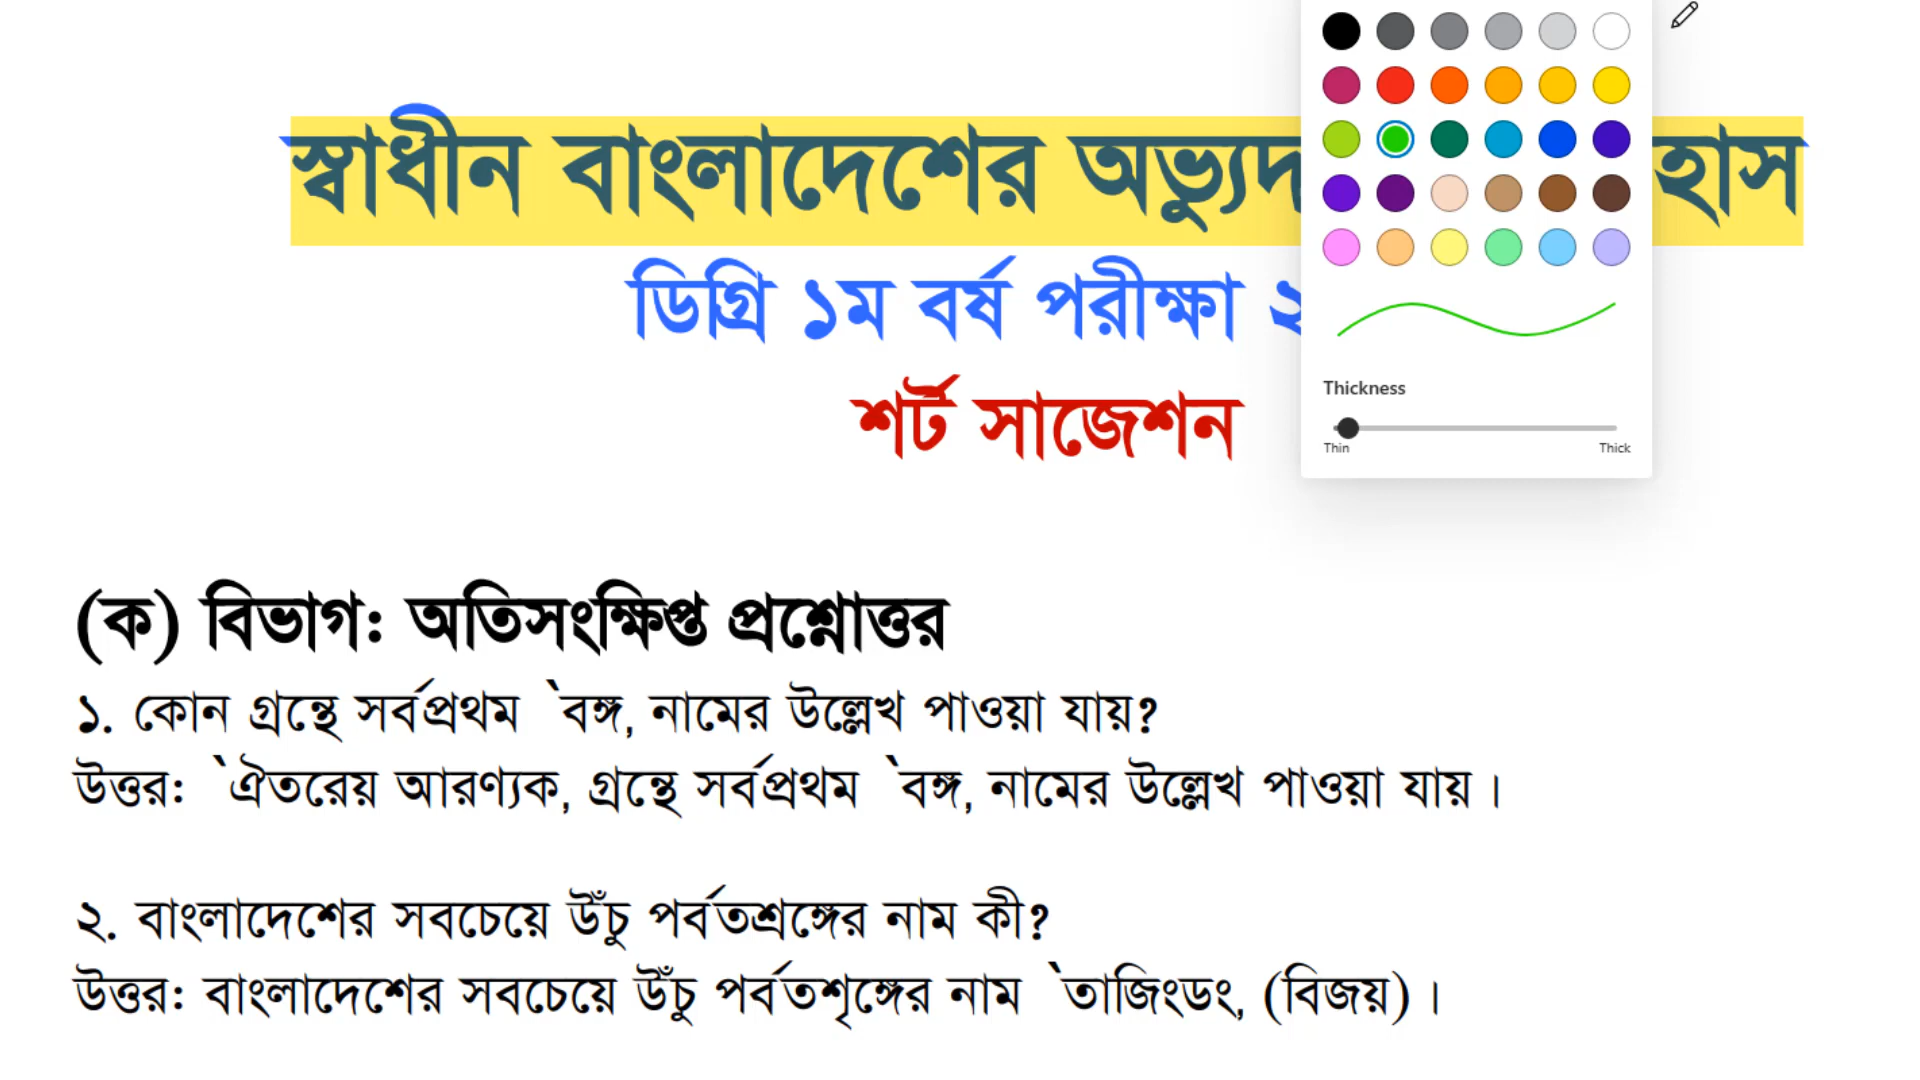 স্বাধীন বাংলাদেশের হাস
ডিগ্রি ১ম বর্ষ পরীক্ষা
শর্ট সাজেশন
Thickness
Thin Thick
(ক) বিভাগ: অতিসংক্ষিপ্ত প্রশ্নোত্তর
১. কোন গ্রন্থে সর্বপ্রথম `বঙ্গ, নামের উল্লেখ পাওয়া যায়?
উত্তর: `ঐতরেয় আরণ্যক, গ্রন্থে সর্বপ্রথম `বঙ্গ, নামের উল্লেখ পাওয়া যায়।
২. বাংলাদেশের সবচেয়ে উঁচু পর্বতশ্রঙ্গের নাম কী?
উত্তর: বাংলাদেশের সবচেয়ে উঁচু পর্বতশৃঙ্গের নাম `তাজিংডং, (বিজয়)।